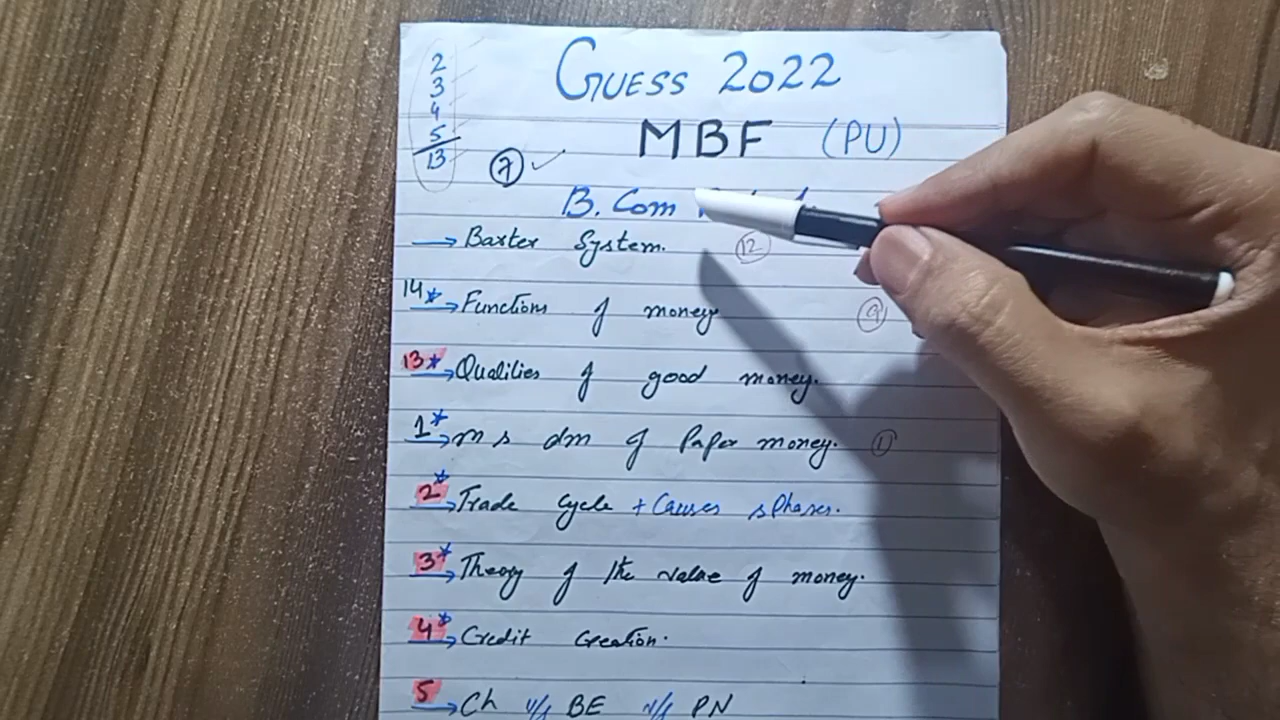 2
3
4
5
13
GUESS 2022
MBF (PU)
7
B. Com
→ Barter System. 12
14* → Functions of money 9
13* → Qualities of good money.
1* → m s dm of Paper money. 11
2* → Trade Cycle + Causes s Phases.
3* → Theory of the value of money.
4* → Credit Creation.
5 → Ch v/s BE v/s PN